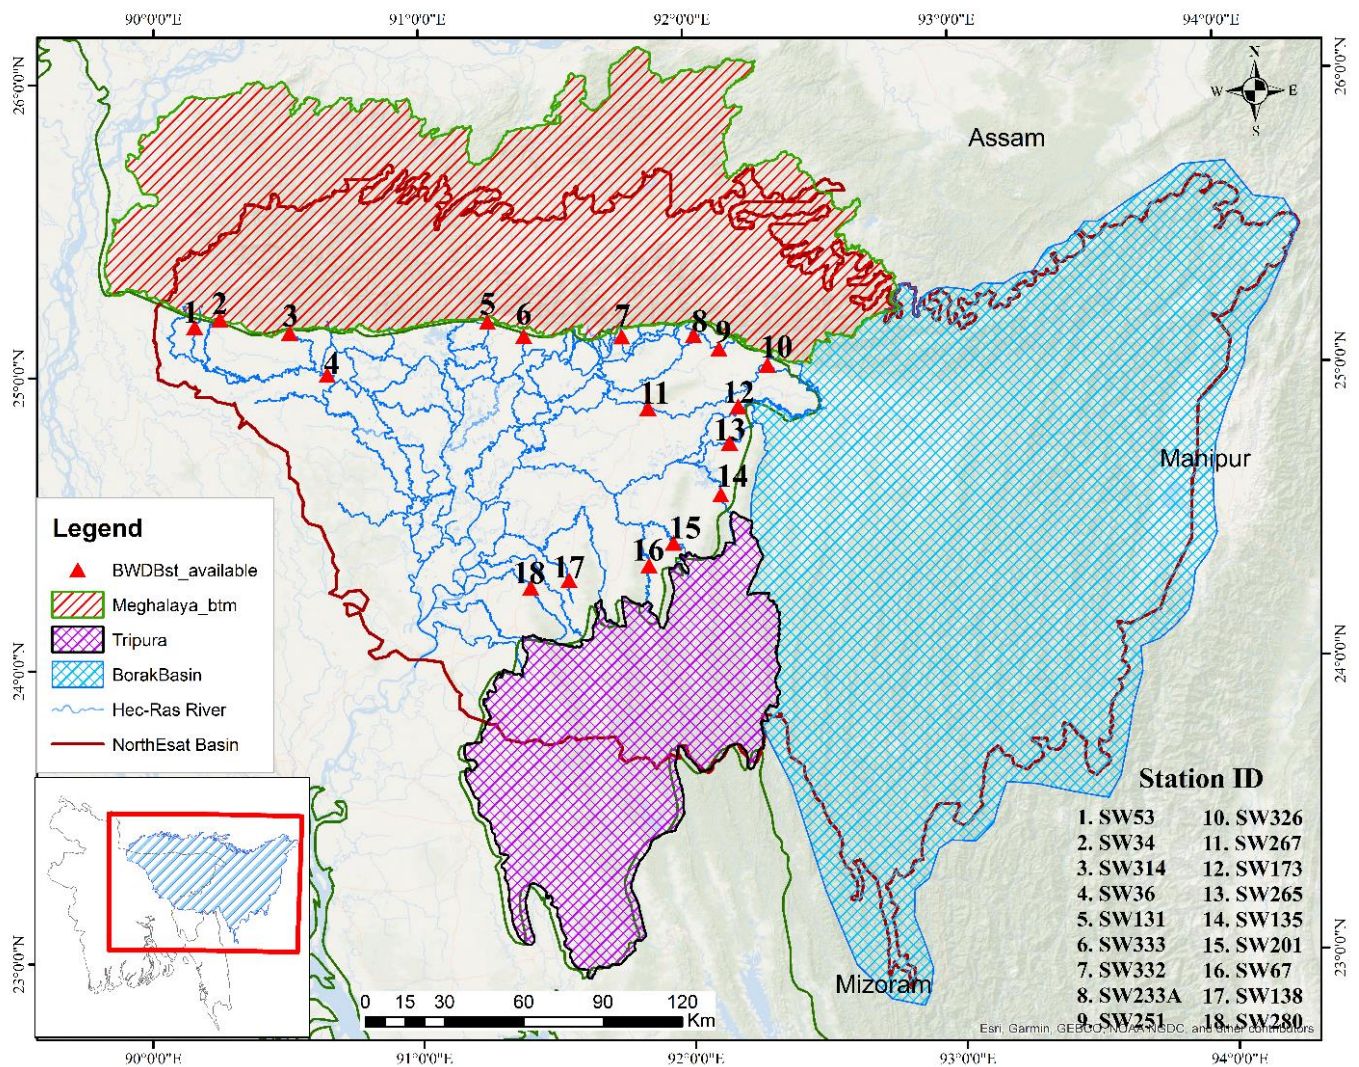 90°0'0"E 91°0'0"E 92°0'0"E 93°0'0"E 94°0'0"E
26°0'0"N 26°0'0"N
N
W E
S
Assam
1 2 3 5 6 7 8 9 10
4
25°0'0"N 25°0'0"N
11 12
13
Manipur
14
15
16
17
18
Legend
BWDBst_available
Meghalaya_btm
Tripura
BorakBasin
Hec-Ras River
NorthEsat Basin
24°0'0"N 24°0'0"N
Station ID
1. SW53 10. SW326
2. SW34 11. SW267
3. SW314 12. SW173
4. SW36 13. SW265
5. SW131 14. SW135
6. SW333 15. SW201
7. SW332 16. SW67
8. SW233A 17. SW138
9. SW251 18. SW280
23°0'0"N 23°0'0"N
Mizoram
0 15 30 60 90 120
Km
Esri, Garmin, GEBCO, NOAA NGDC, and other contributors
90°0'0"E 91°0'0"E 92°0'0"E 93°0'0"E 94°0'0"E